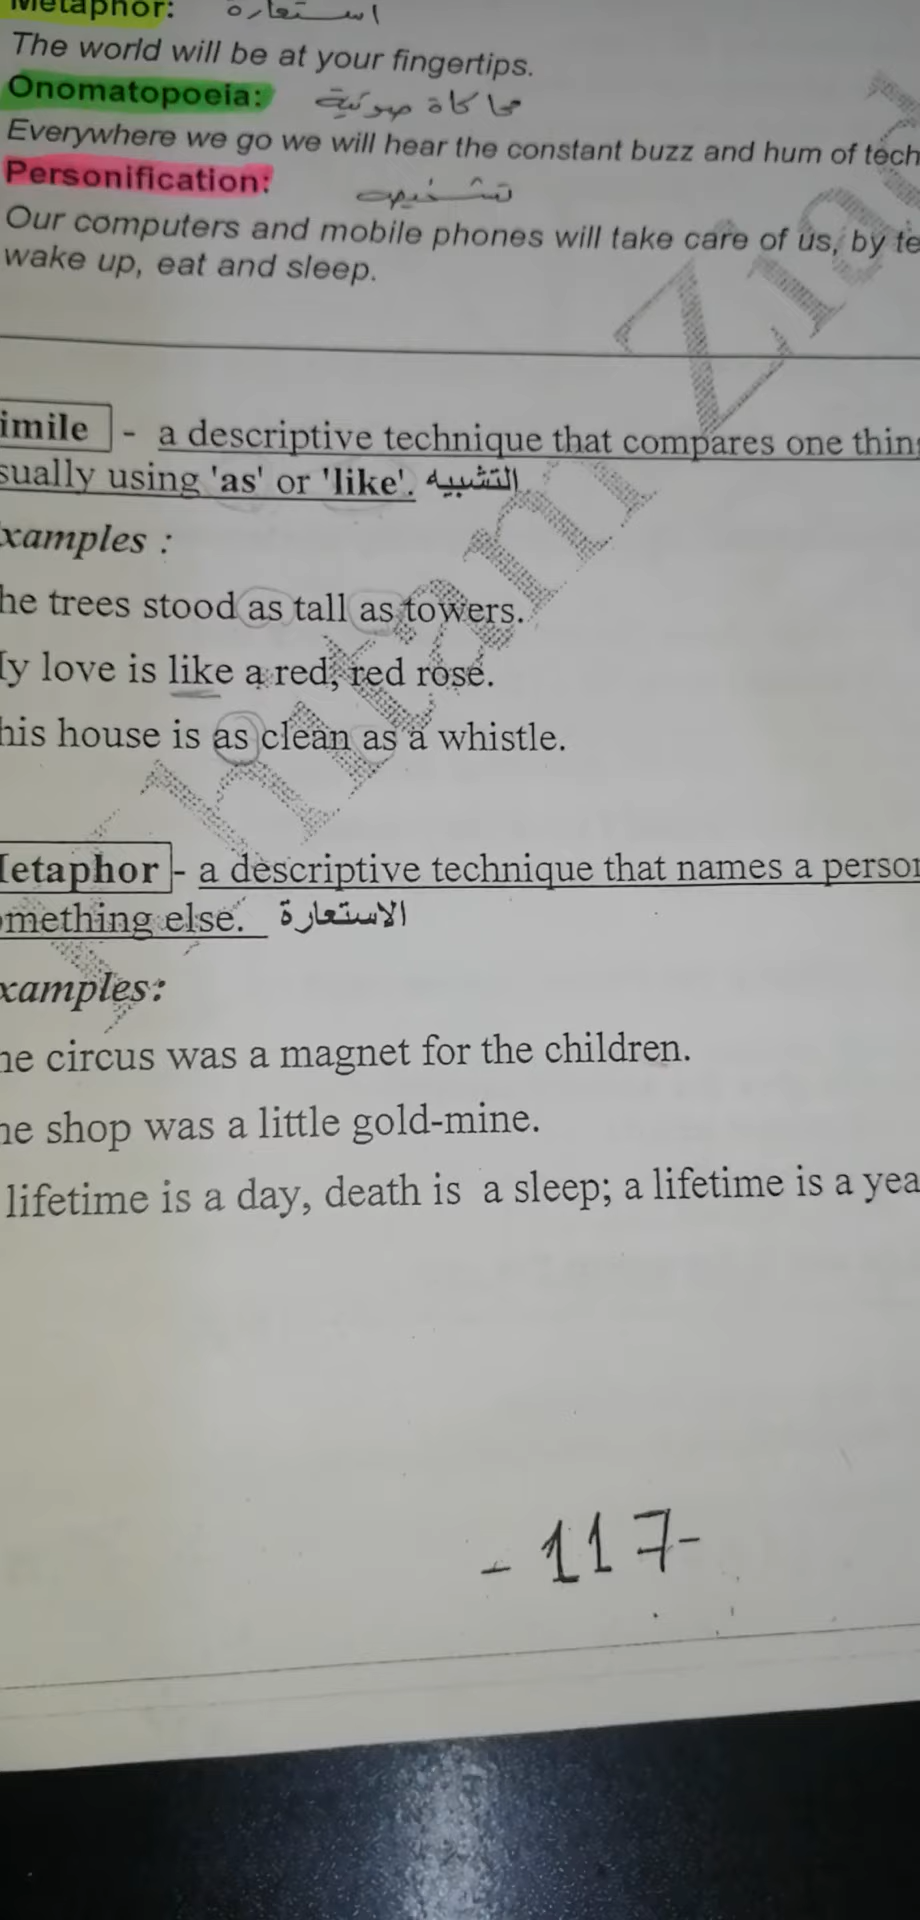 Metaphor: استعارة
The world will be at your fingertips.
Onomatopoeia: محاكاة صوتية
Everywhere we go we will hear the constant buzz and hum of tech
Personification: تشخيص
Our computers and mobile phones will take care of us, by te
wake up, eat and sleep.
imile - a descriptive technique that compares one thing
sually using 'as' or 'like'. التشبيه
xamples :
he trees stood as tall as towers.
My love is like a red, red rose.
his house is as clean as a whistle.
Metaphor - a descriptive technique that names a person
omething else. الاستعارة
xamples:
he circus was a magnet for the children.
he shop was a little gold-mine.
lifetime is a day, death is a sleep; a lifetime is a yea
- 117-